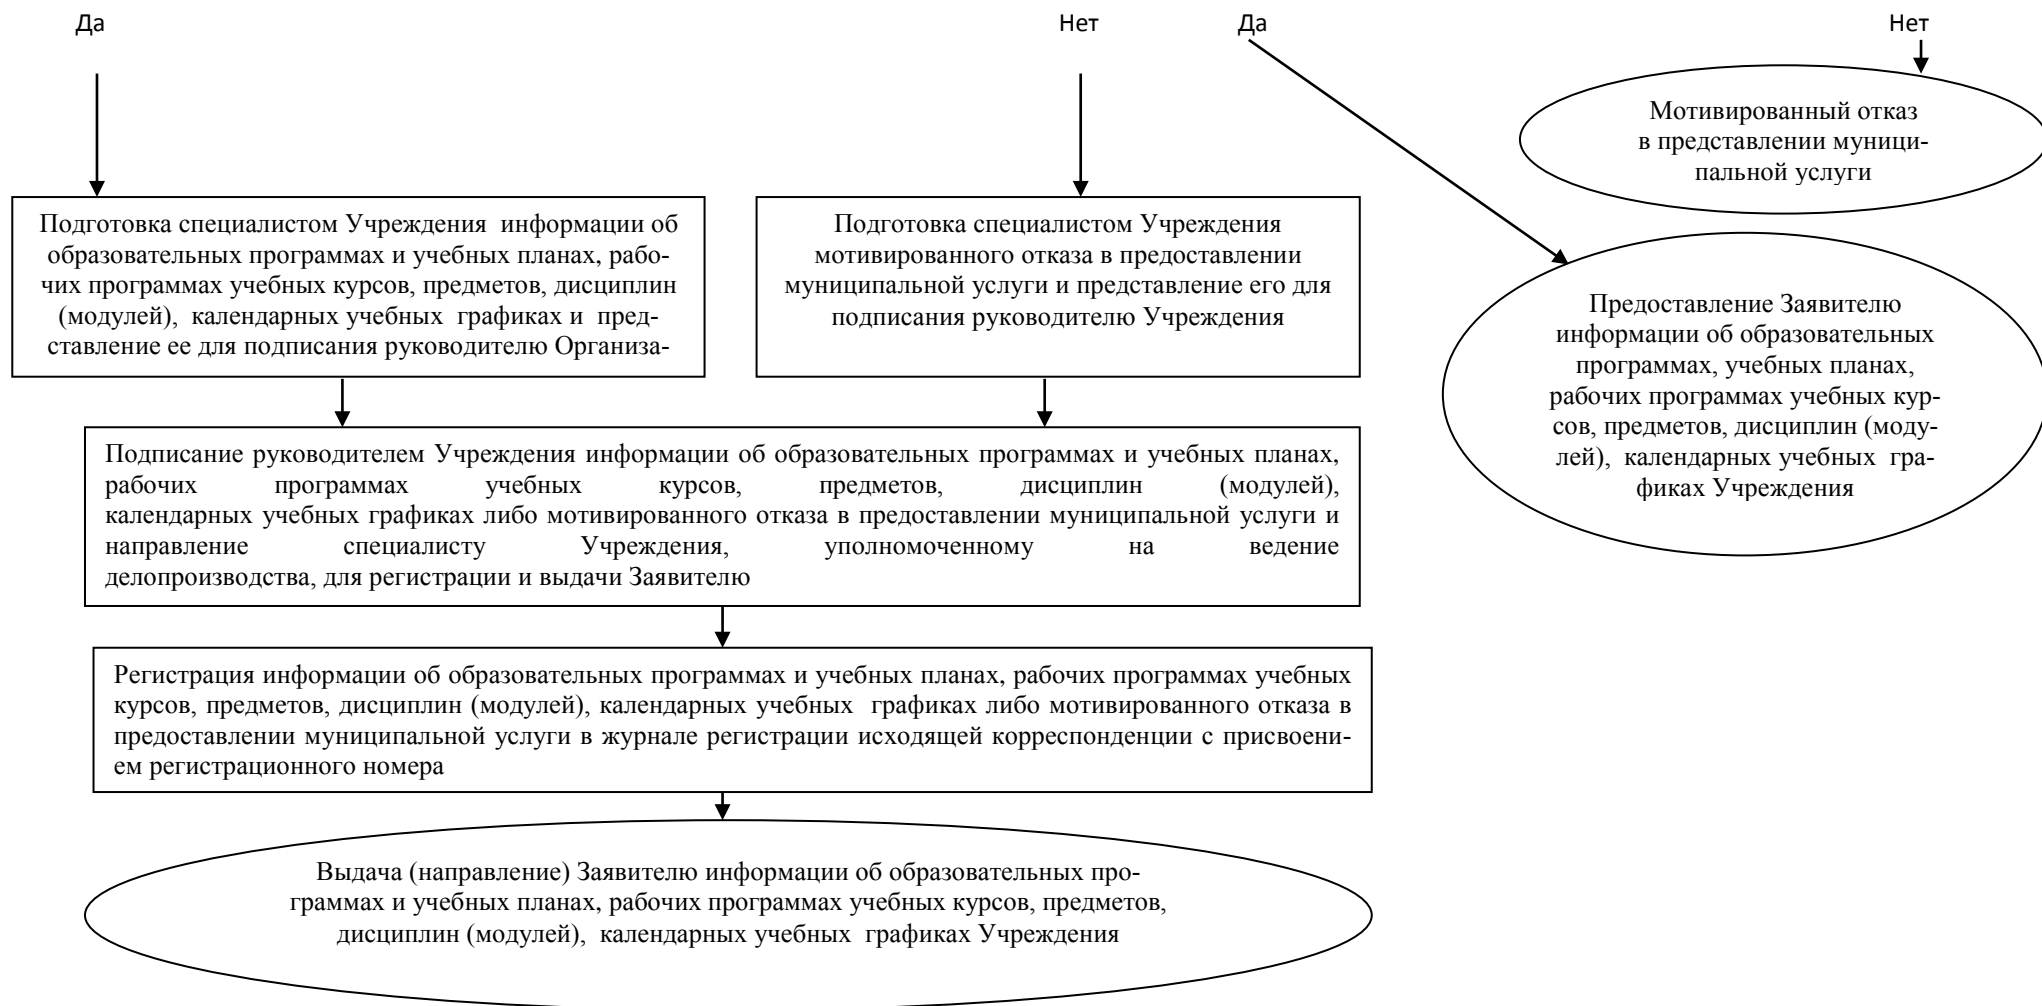 Да
Нет
Да
Нет
Мотивированный отказ
в представлении муници-
пальной услуги
Подготовка специалистом Учреждения информации об
образовательных программах и учебных планах, рабо-
чих программах учебных курсов, предметов, дисциплин
(модулей), календарных учебных графиках и пред-
ставление ее для подписания руководителю Организа-
Подготовка специалистом Учреждения
мотивированного отказа в предоставлении
муниципальной услуги и представление его для
подписания руководителю Учреждения
Предоставление Заявителю
информации об образовательных
программах, учебных планах,
рабочих программах учебных кур-
сов, предметов, дисциплин (моду-
лей), календарных учебных гра-
фиках Учреждения
Подписание руководителем Учреждения информации об образовательных программах и учебных планах,
рабочих программах учебных курсов, предметов, дисциплин (модулей),
календарных учебных графиках либо мотивированного отказа в предоставлении муниципальной услуги и
направление специалисту Учреждения, уполномоченному на ведение
делопроизводства, для регистрации и выдачи Заявителю
Регистрация информации об образовательных программах и учебных планах, рабочих программах учебных
курсов, предметов, дисциплин (модулей), календарных учебных графиках либо мотивированного отказа в
предоставлении муниципальной услуги в журнале регистрации исходящей корреспонденции с присвоени-
ем регистрационного номера
Выдача (направление) Заявителю информации об образовательных про-
граммах и учебных планах, рабочих программах учебных курсов, предметов,
дисциплин (модулей), календарных учебных графиках Учреждения